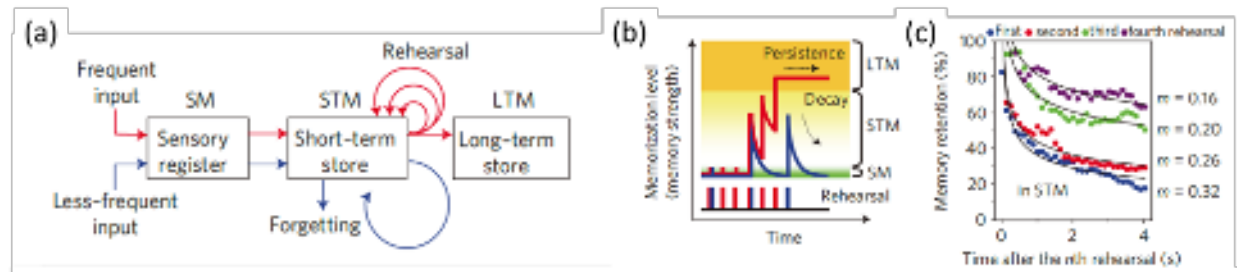 (a)
Rehearsal
Frequent
input
SM
STM
LTM
Sensory
register
Short-term
store
Long-term
store
Less-frequent
input
Forgetting
(b)
Memorization level
(memory strength)
Persistence
Decay
LTM
STM
SM
Rehearsal
Time
(c)
First second third fourth rehearsal
Memory retention (%)
100
80
60
40
20
0
m = 0.16
m = 0.20
m = 0.26
m = 0.32
In STM
0 2 4
Time after the nth rehearsal (s)